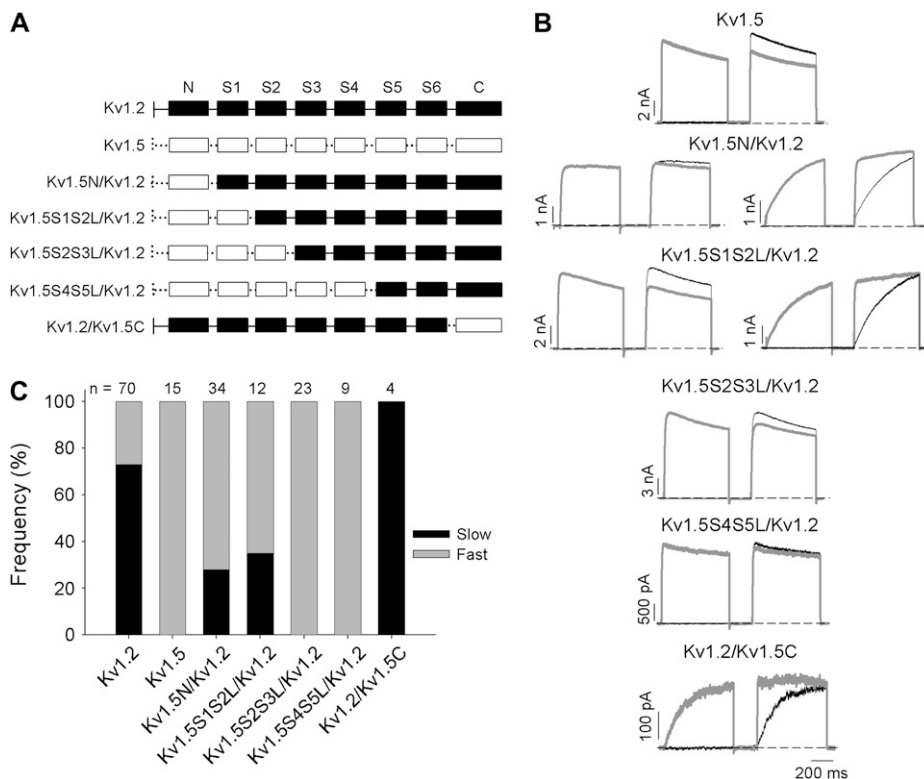 A
N S1 S2 S3 S4 S5 S6 C
Kv1.2
Kv1.5
Kv1.5N/Kv1.2
Kv1.5S1S2L/Kv1.2
Kv1.5S2S3L/Kv1.2
Kv1.5S4S5L/Kv1.2
Kv1.2/Kv1.5C
B
Kv1.5
2 nA
Kv1.5N/Kv1.2
1 nA
1 nA
Kv1.5S1S2L/Kv1.2
2 nA
1 nA
Kv1.5S2S3L/Kv1.2
3 nA
Kv1.5S4S5L/Kv1.2
500 pA
Kv1.2/Kv1.5C
100 pA
200 ms
C
n = 70 15 34 12 23 9 4
Frequency (%)
100
80
60
40
20
0
Slow
Fast
Kv1.2
Kv1.5
Kv1.5N/Kv1.2
Kv1.5S1S2L/Kv1.2
Kv1.5S2S3L/Kv1.2
Kv1.5S4S5L/Kv1.2
Kv1.2/Kv1.5C